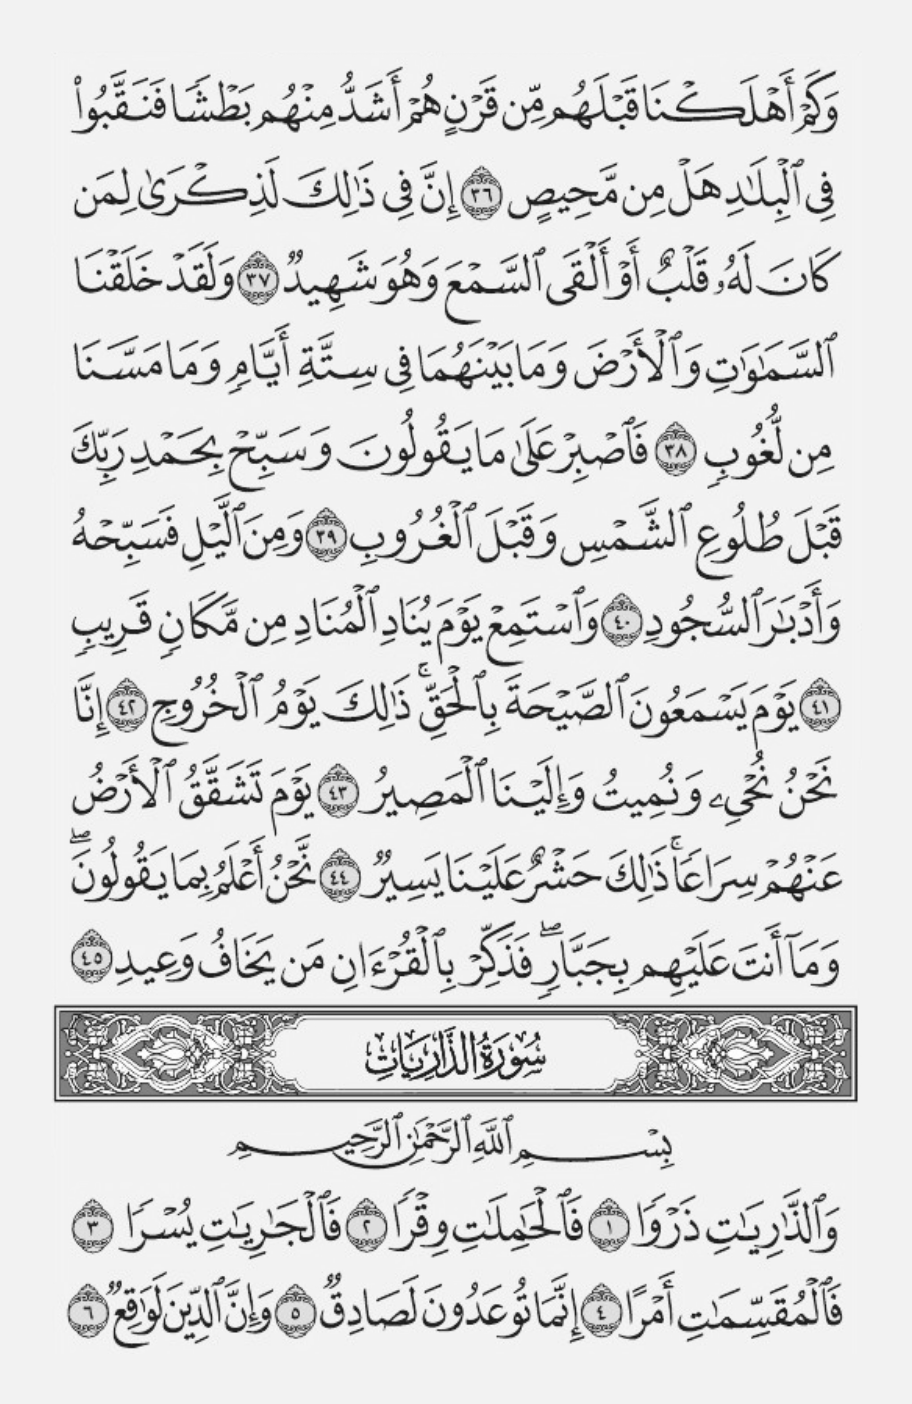 وَكَمْ أَهْلَكْنَا قَبْلَهُم مِّن قَرْنٍ هُمْ أَشَدُّ مِنْهُم بَطْشًا فَنَقَّبُوا۟
فِى ٱلْبِلَـٰدِ هَلْ مِن مَّحِيصٍ ٣٦ إِنَّ فِى ذَٰلِكَ لَذِكْرَىٰ لِمَن
كَانَ لَهُۥ قَلْبٌ أَوْ أَلْقَى ٱلسَّمْعَ وَهُوَ شَهِيدٌ ٣٧ وَلَقَدْ خَلَقْنَا
ٱلسَّمَـٰوَٰتِ وَٱلْأَرْضَ وَمَا بَيْنَهُمَا فِى سِتَّةِ أَيَّامٍ وَمَا مَسَّنَا
مِن لُّغُوبٍ ٣٨ فَٱصْبِرْ عَلَىٰ مَا يَقُولُونَ وَسَبِّحْ بِحَمْدِ رَبِّكَ
قَبْلَ طُلُوعِ ٱلشَّمْسِ وَقَبْلَ ٱلْغُرُوبِ ٣٩ وَمِنَ ٱلَّيْلِ فَسَبِّحْهُ
وَأَدْبَـٰرَ ٱلسُّجُودِ ٤٠ وَٱسْتَمِعْ يَوْمَ يُنَادِ ٱلْمُنَادِ مِن مَّكَانٍ قَرِيبٍ
٤١ يَوْمَ يَسْمَعُونَ ٱلصَّيْحَةَ بِٱلْحَقِّ ۚ ذَٰلِكَ يَوْمُ ٱلْخُرُوجِ ٤٢ إِنَّا
نَحْنُ نُحْىِۦ وَنُمِيتُ وَإِلَيْنَا ٱلْمَصِيرُ ٤٣ يَوْمَ تَشَقَّقُ ٱلْأَرْضُ
عَنْهُمْ سِرَاعًا ۚ ذَٰلِكَ حَشْرٌ عَلَيْنَا يَسِيرٌ ٤٤ نَّحْنُ أَعْلَمُ بِمَا يَقُولُونَ ۖ
وَمَآ أَنتَ عَلَيْهِم بِجَبَّارٍ ۖ فَذَكِّرْ بِٱلْقُرْءَانِ مَن يَخَافُ وَعِيدِ ٤٥
سُورَةُ الذَّارِيَاتِ
بِسْمِ ٱللَّهِ ٱلرَّحْمَـٰنِ ٱلرَّحِيمِ
وَٱلذَّٰرِيَـٰتِ ذَرْوًا ١ فَٱلْحَـٰمِلَـٰتِ وِقْرًا ٢ فَٱلْجَـٰرِيَـٰتِ يُسْرًا ٣
فَٱلْمُقَسِّمَـٰتِ أَمْرًا ٤ إِنَّمَا تُوعَدُونَ لَصَادِقٌ ٥ وَإِنَّ ٱلدِّينَ لَوَٰقِعٌ ٦